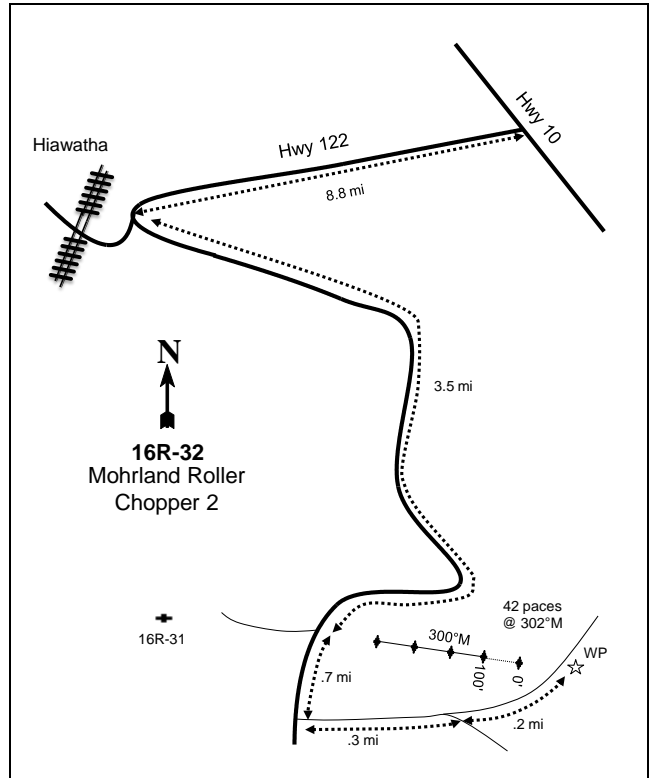 Hwy 10
Hiawatha
Hwy 122
8.8 mi
N
3.5 mi
16R-32
Mohrland Roller
Chopper 2
42 paces
@ 302°M
16R-31
300°M
WP
100'
0'
.7 mi
.2 mi
.3 mi